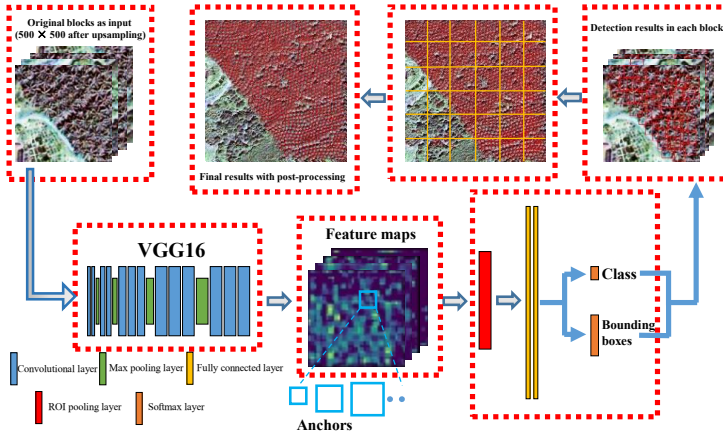 Original blocks as input
(500 × 500 after upsampling)
Final results with post-processing
Detection results in each block
VGG16
Feature maps
Class
Bounding
boxes
Anchors
Convolutional layer
Max pooling layer
Fully connected layer
ROI pooling layer
Softmax layer